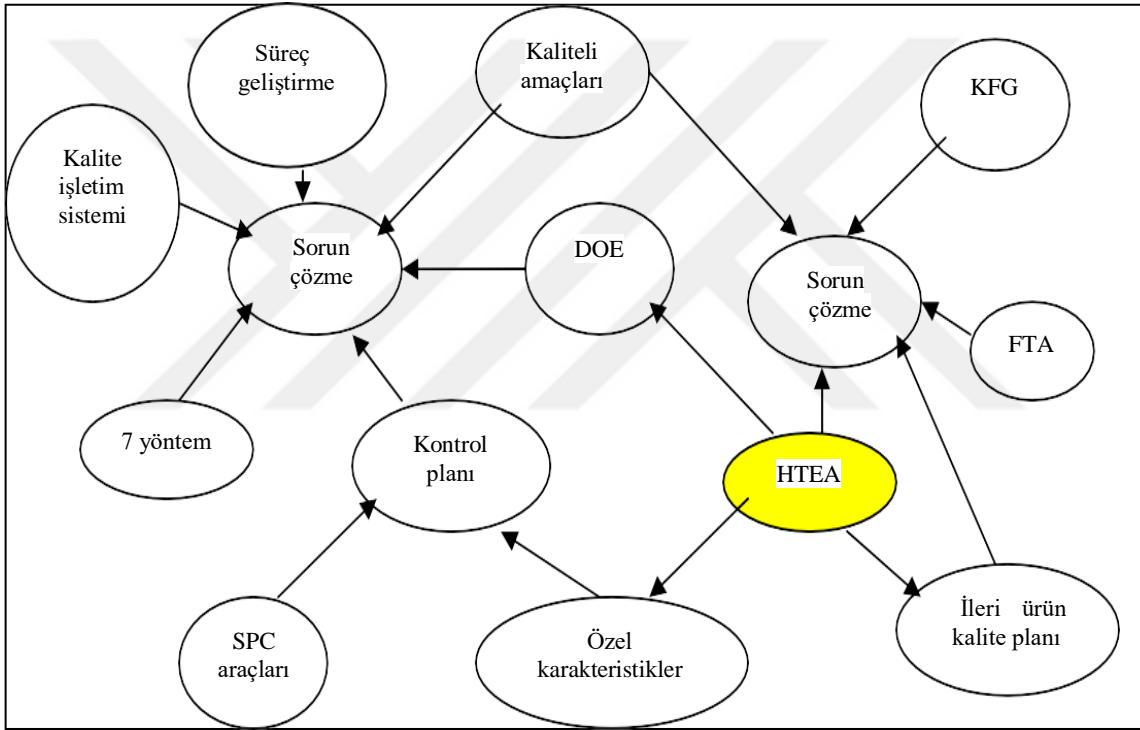 Süreç
geliştirme
Kaliteli
amaçları
KFG
Kalite
işletim
sistemi
Sorun
çözme
DOE
Sorun
çözme
FTA
7 yöntem
Kontrol
planı
HTEA
SPC
araçları
Özel
karakteristikler
İleri ürün
kalite planı